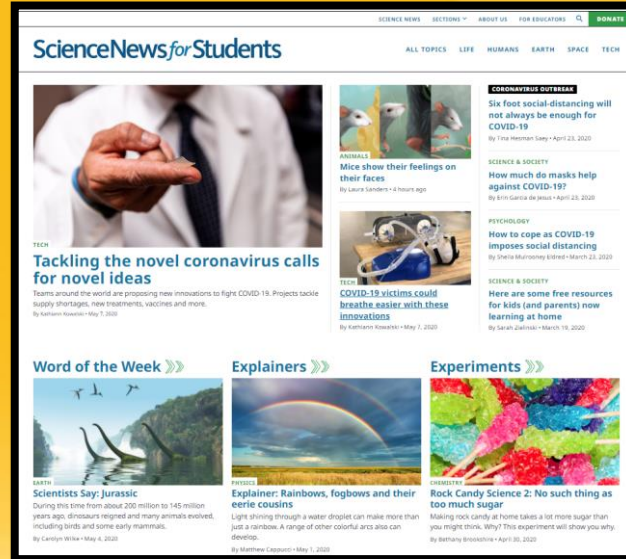 SCIENCE NEWS SECTIONS ABOUT US FOR EDUCATORS DONATE
ScienceNewsforStudents
ALL TOPICS LIFE HUMANS EARTH SPACE TECH
TECH
Tackling the novel coronavirus calls
for novel ideas
Teams around the world are proposing new innovations to fight COVID-19. Projects tackle
supply shortages, new treatments, vaccines and more.
By Kathiann Kowalski • May 7, 2020
ANIMALS
Mice show their feelings on
their faces
By Laura Sanders • 4 hours ago
TECH
COVID-19 victims could
breathe easier with these
innovations
By Kathiann Kowalski • May 7, 2020
CORONAVIRUS OUTBREAK
Six foot social-distancing will
not always be enough for
COVID-19
By Tina Hesman Saey • April 23, 2020
SCIENCE & SOCIETY
How much do masks help
against COVID-19?
By Erin Garcia de Jesus • April 23, 2020
PSYCHOLOGY
How to cope as COVID-19
imposes social distancing
By Sheila Mulrooney Eldred • March 23, 2020
SCIENCE & SOCIETY
Here are some free resources
for kids (and parents) now
learning at home
By Sarah Zielinski • March 19, 2020
Word of the Week
EARTH
Scientists Say: Jurassic
During this time from about 200 million to 145 million
years ago, dinosaurs reigned and many animals evolved,
including birds and some early mammals.
By Carolyn Wilke • May 4, 2020
Explainers
PHYSICS
Explainer: Rainbows, fogbows and their
eerie cousins
Light shining through a water droplet can make more than
just a rainbow. A range of other colorful arcs also can
develop.
By Matthew Cappucci • May 1, 2020
Experiments
CHEMISTRY
Rock Candy Science 2: No such thing as
too much sugar
Making rock candy at home takes a lot more sugar than
you might think. Why? This experiment will show you why.
By Bethany Brookshire • April 30, 2020